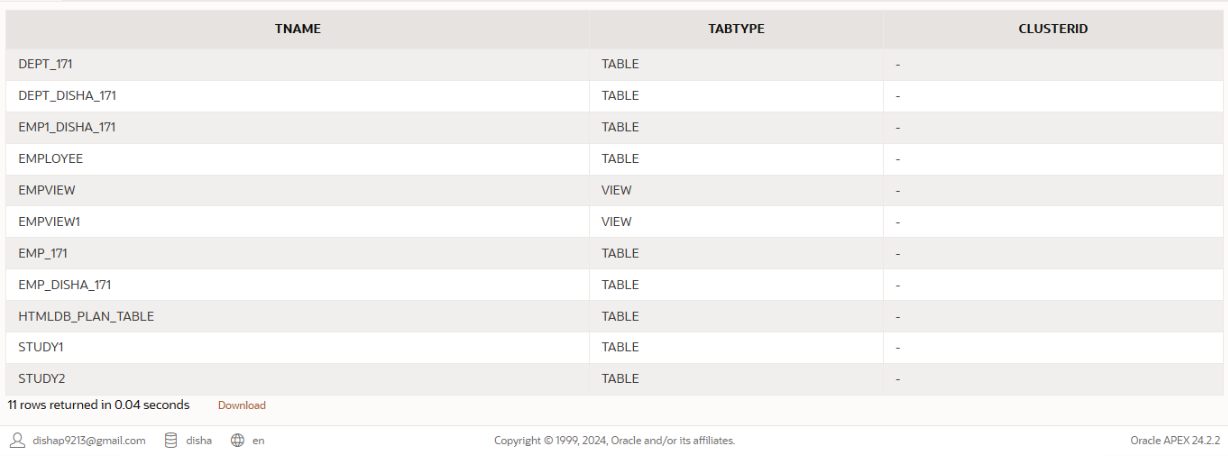 TNAME TABTYPE CLUSTERID
DEPT_171 TABLE -
DEPT_DISHA_171 TABLE -
EMP1_DISHA_171 TABLE -
EMPLOYEE TABLE -
EMPVIEW VIEW -
EMPVIEW1 VIEW -
EMP_171 TABLE -
EMP_DISHA_171 TABLE -
HTMLDB_PLAN_TABLE TABLE -
STUDY1 TABLE -
STUDY2 TABLE -
11 rows returned in 0.04 seconds Download
dishap9213@gmail.com disha en Copyright © 1999, 2024, Oracle and/or its affiliates. Oracle APEX 24.2.2